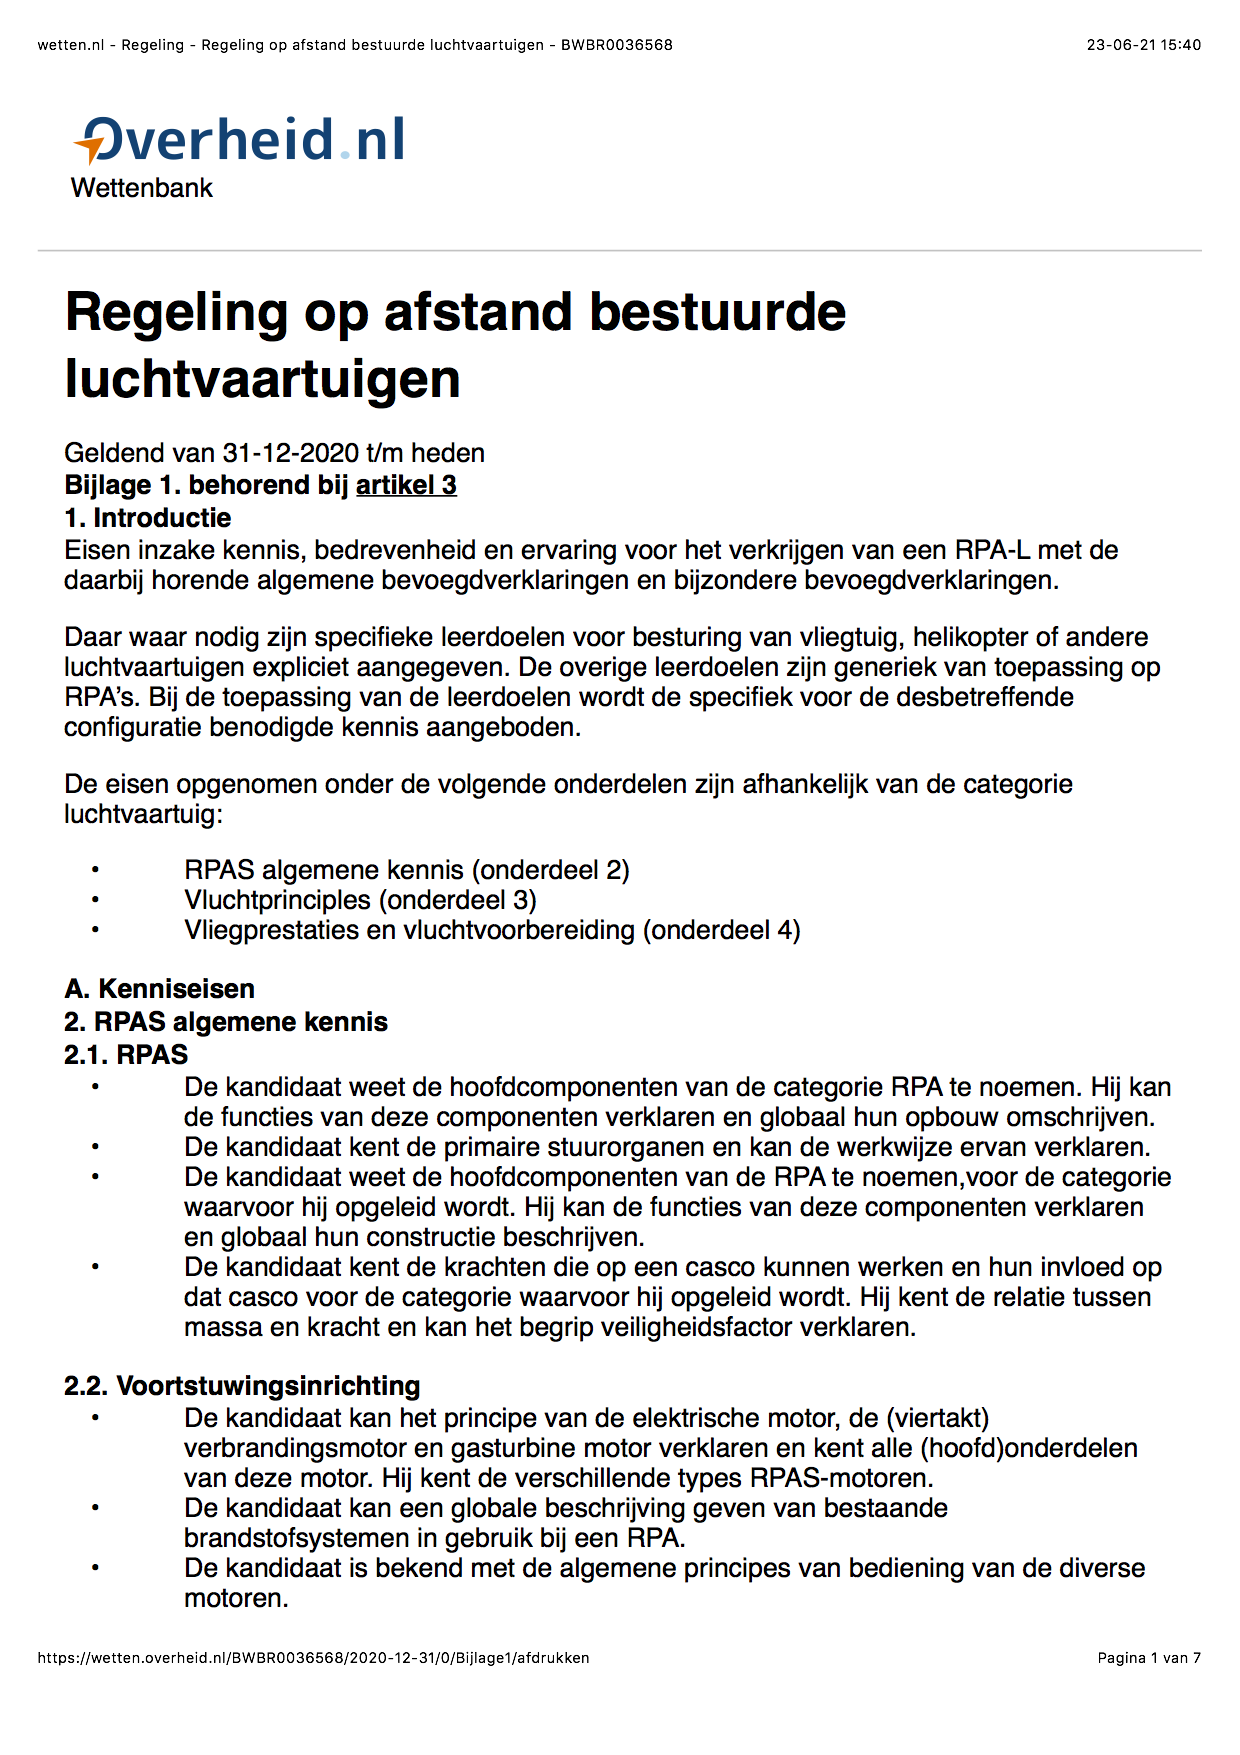 wetten.nl - Regeling - Regeling op afstand bestuurde luchtvaartuigen - BWBR0036568 23-06-21 15:40
Overheid.nl
Wettenbank
Regeling op afstand bestuurde
luchtvaartuigen
Geldend van 31-12-2020 t/m heden
Bijlage 1. behorend bij artikel 3
1. Introductie
Eisen inzake kennis, bedrevenheid en ervaring voor het verkrijgen van een RPA-L met de
daarbij horende algemene bevoegdverklaringen en bijzondere bevoegdverklaringen.
Daar waar nodig zijn specifieke leerdoelen voor besturing van vliegtuig, helikopter of andere
luchtvaartuigen expliciet aangegeven. De overige leerdoelen zijn generiek van toepassing op
RPA’s. Bij de toepassing van de leerdoelen wordt de specifiek voor de desbetreffende
configuratie benodigde kennis aangeboden.
De eisen opgenomen onder de volgende onderdelen zijn afhankelijk van de categorie
luchtvaartuig:
• RPAS algemene kennis (onderdeel 2)
• Vluchtprinciples (onderdeel 3)
• Vliegprestaties en vluchtvoorbereiding (onderdeel 4)
A. Kenniseisen
2. RPAS algemene kennis
2.1. RPAS
• De kandidaat weet de hoofdcomponenten van de categorie RPA te noemen. Hij kan
de functies van deze componenten verklaren en globaal hun opbouw omschrijven.
• De kandidaat kent de primaire stuurorganen en kan de werkwijze ervan verklaren.
• De kandidaat weet de hoofdcomponenten van de RPA te noemen,voor de categorie
waarvoor hij opgeleid wordt. Hij kan de functies van deze componenten verklaren
en globaal hun constructie beschrijven.
• De kandidaat kent de krachten die op een casco kunnen werken en hun invloed op
dat casco voor de categorie waarvoor hij opgeleid wordt. Hij kent de relatie tussen
massa en kracht en kan het begrip veiligheidsfactor verklaren.
2.2. Voortstuwingsinrichting
• De kandidaat kan het principe van de elektrische motor, de (viertakt)
verbrandingsmotor en gasturbine motor verklaren en kent alle (hoofd)onderdelen
van deze motor. Hij kent de verschillende types RPAS-motoren.
• De kandidaat kan een globale beschrijving geven van bestaande
brandstofsystemen in gebruik bij een RPA.
• De kandidaat is bekend met de algemene principes van bediening van de diverse
motoren.
https://wetten.overheid.nl/BWBR0036568/2020-12-31/0/Bijlage1/afdrukken Pagina 1 van 7